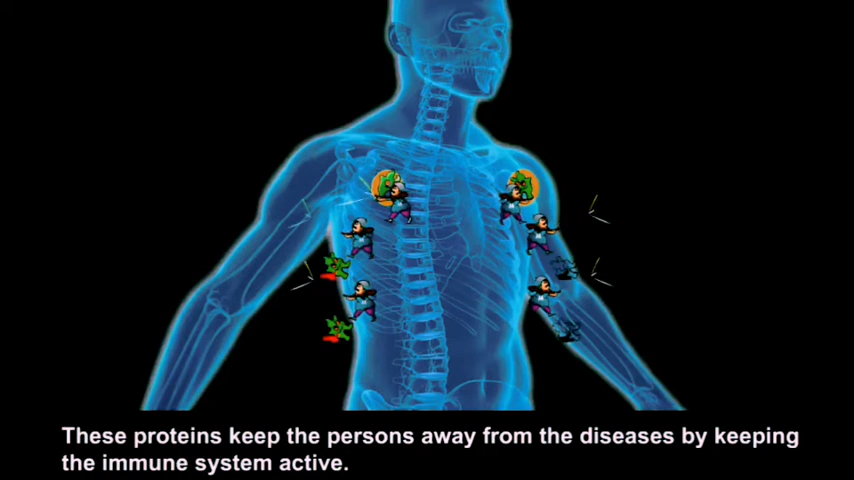 These proteins keep the persons away from the diseases by keeping
the immune system active.